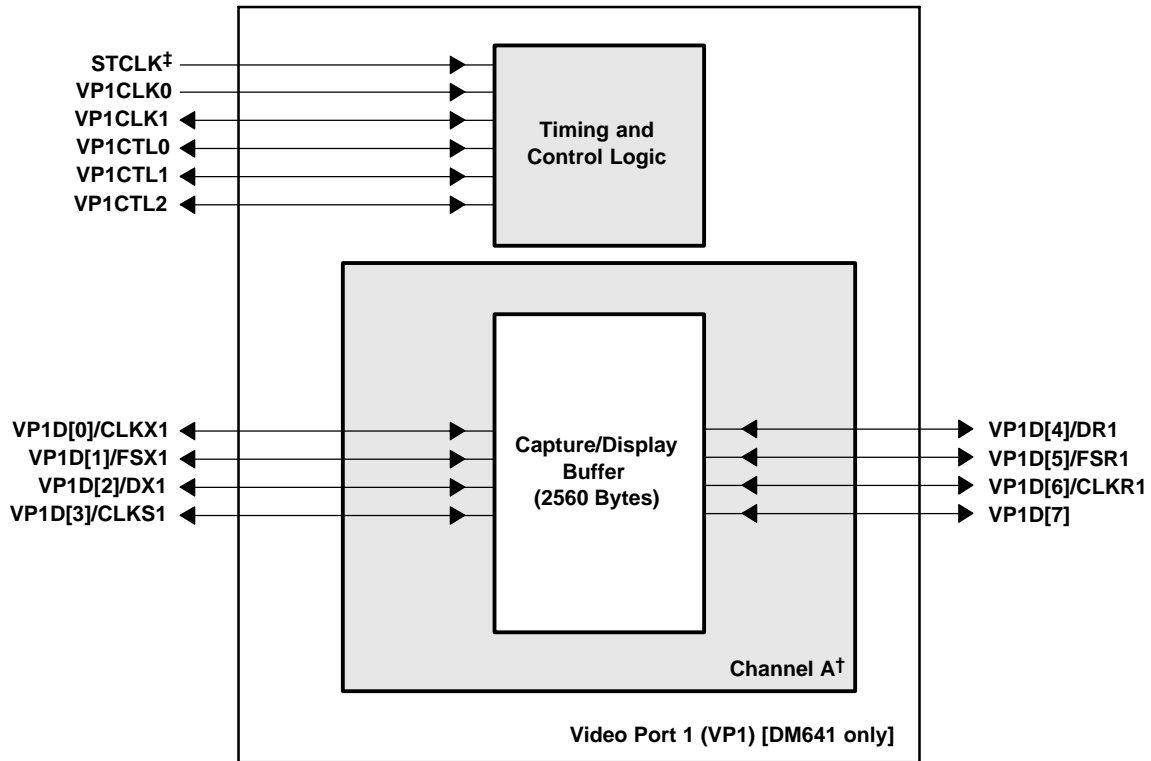 STCLK‡
VP1CLK0
VP1CLK1
VP1CTL0
VP1CTL1
VP1CTL2
Timing and
Control Logic
VP1D[0]/CLKX1
VP1D[1]/FSX1
VP1D[2]/DX1
VP1D[3]/CLKS1
Capture/Display
Buffer
(2560 Bytes)
VP1D[4]/DR1
VP1D[5]/FSR1
VP1D[6]/CLKR1
VP1D[7]
Channel A†
Video Port 1 (VP1) [DM641 only]